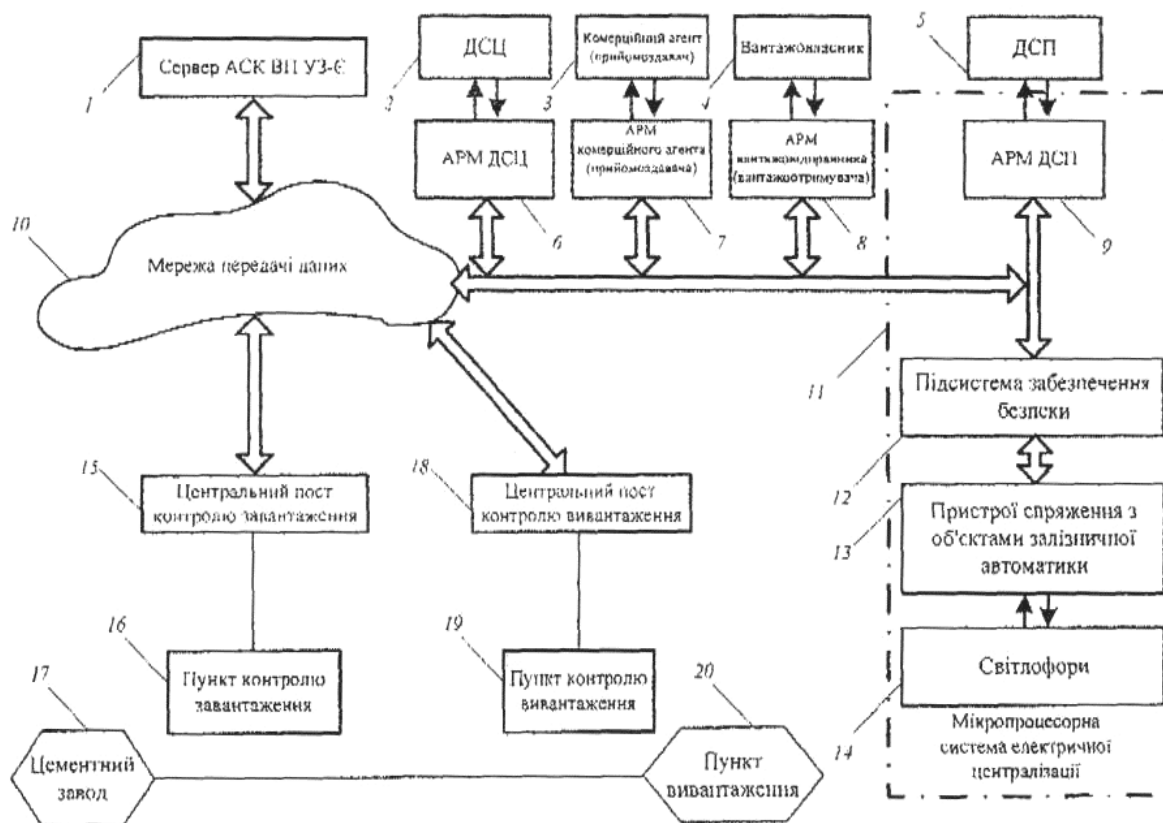 1
Сервер АСК ВП УЗ-Є
2
ДСЦ
3
Комерційний агент
(прийомоздавач)
4
Вантажовласник
5
ДСП
АРМ ДСЦ
6
АРМ
комерційного агента
(прийомоздавача)
7
АРМ
вантажовідправника
(вантажоотримувача)
8
АРМ ДСП
9
10
Мережа передачі даних
11
Підсистема забезпечення
безпеки
12
13
Пристрої спряження з
об'єктами залізничної
автоматики
14
Світлофори
Мікропроцесорна
система електричної
централізації
15
Центральний пост
контролю завантаження
18
Центральний пост
контролю вивантаження
16
Пункт контролю
завантаження
19
Пункт контролю
вивантаження
17
Цементний
завод
20
Пункт
вивантаження